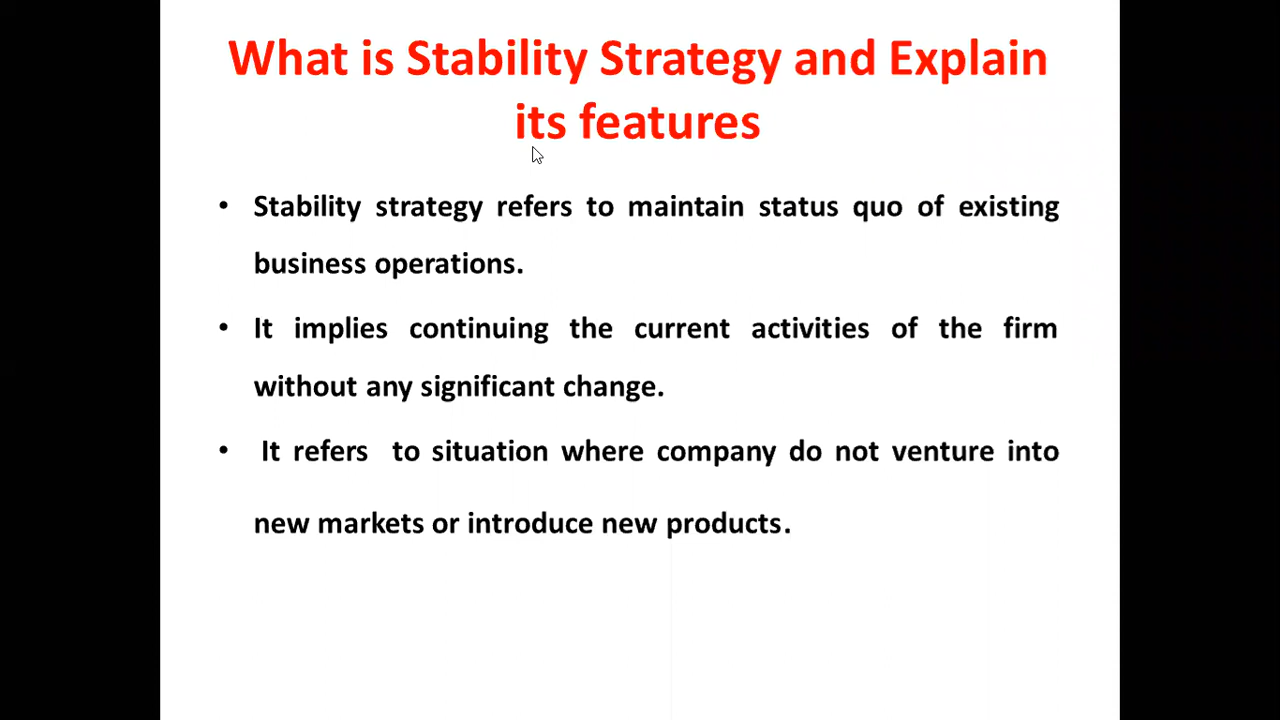 What is Stability Strategy and Explain
its features
• Stability strategy refers to maintain status quo of existing
business operations.
• It implies continuing the current activities of the firm
without any significant change.
• It refers to situation where company do not venture into
new markets or introduce new products.